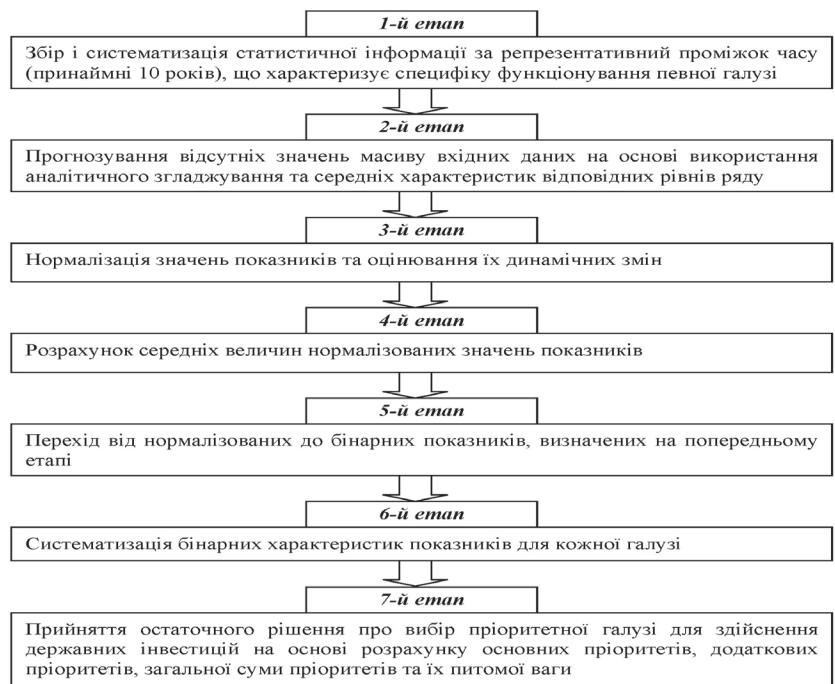 1-й етап
Збір і систематизація статистичної інформації за репрезентативний проміжок часу
(принаймні 10 років), що характеризує специфіку функціонування певної галузі
2-й етап
Прогнозування відсутніх значень масиву вхідних даних на основі використання
аналітичного згладжування та середніх характеристик відповідних рівнів ряду
3-й етап
Нормалізація значень показників та оцінювання їх динамічних змін
4-й етап
Розрахунок середніх величин нормалізованих значень показників
5-й етап
Перехід від нормалізованих до бінарних показників, визначених на попередньому
етапі
6-й етап
Систематизація бінарних характеристик показників для кожної галузі
7-й етап
Прийняття остаточного рішення про вибір пріоритетної галузі для здійснення
державних інвестицій на основі розрахунку основних пріоритетів, додаткових
пріоритетів, загальної суми пріоритетів та їх питомої ваги